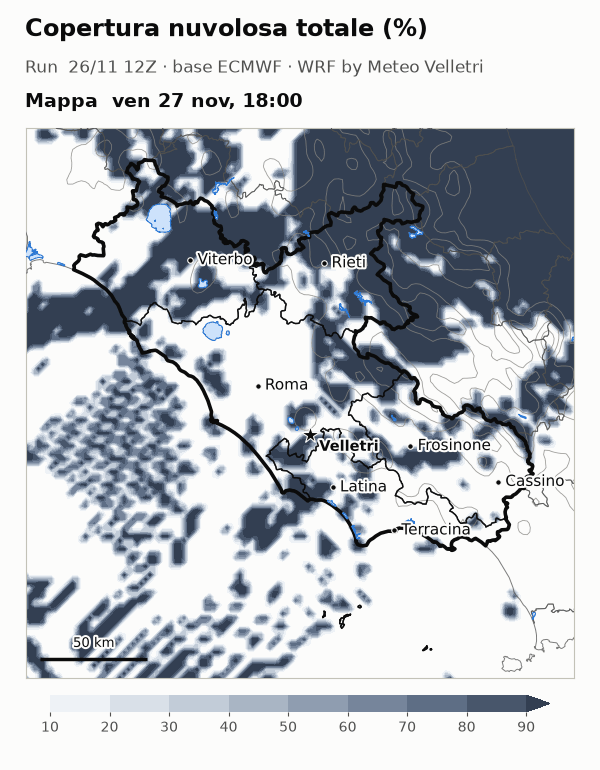 Copertura nuvolosa totale (%)
Run  26/11 12Z · base ECMWF · WRF by Meteo Velletri
Mappa  ven 27 nov, 18:00
Viterbo
Rieti
Roma
Velletri
Frosinone
Cassino
Latina
Terracina
50 km
10 20 30 40 50 60 70 80 90